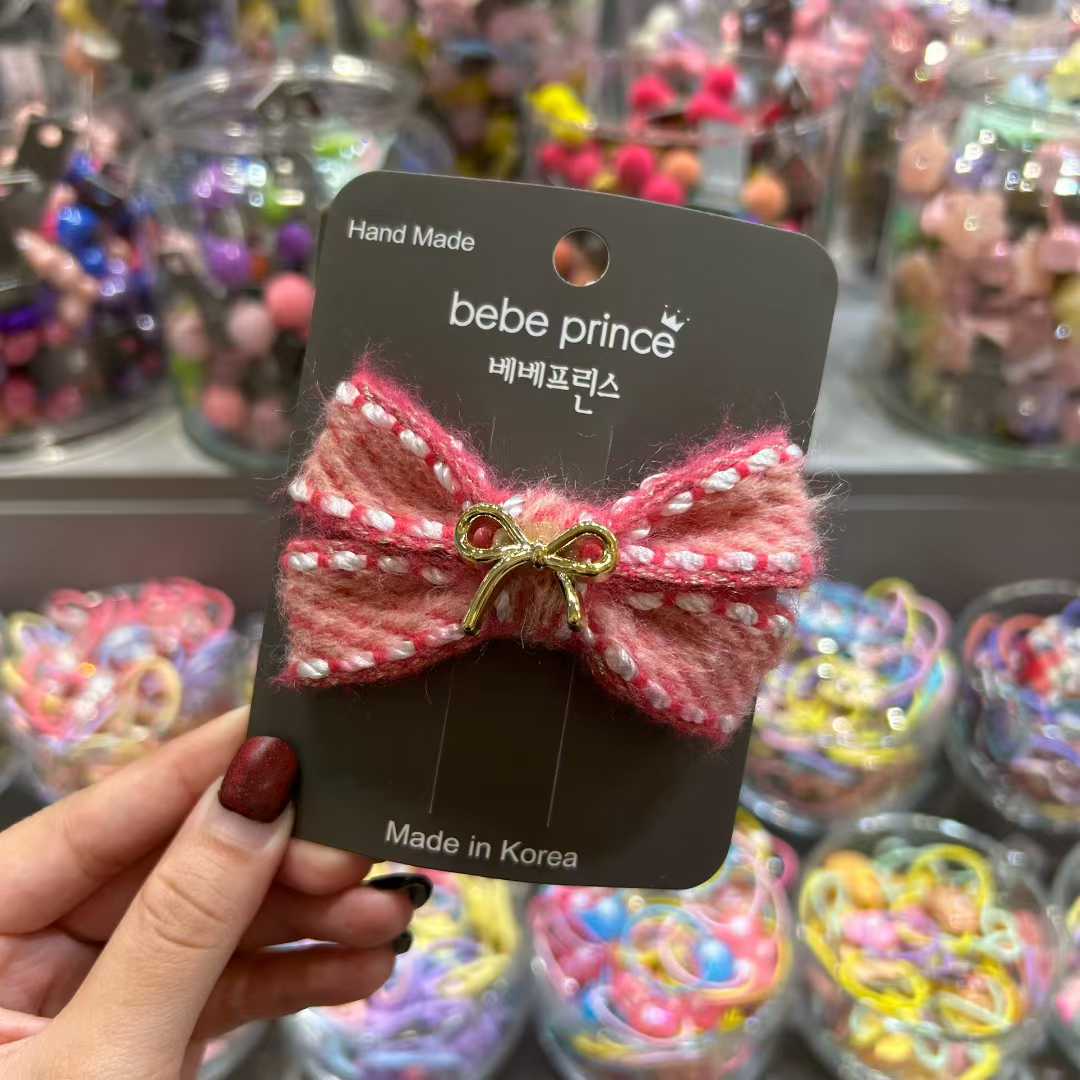 Hand Made
bebe prince
베베프린스
Made in Korea